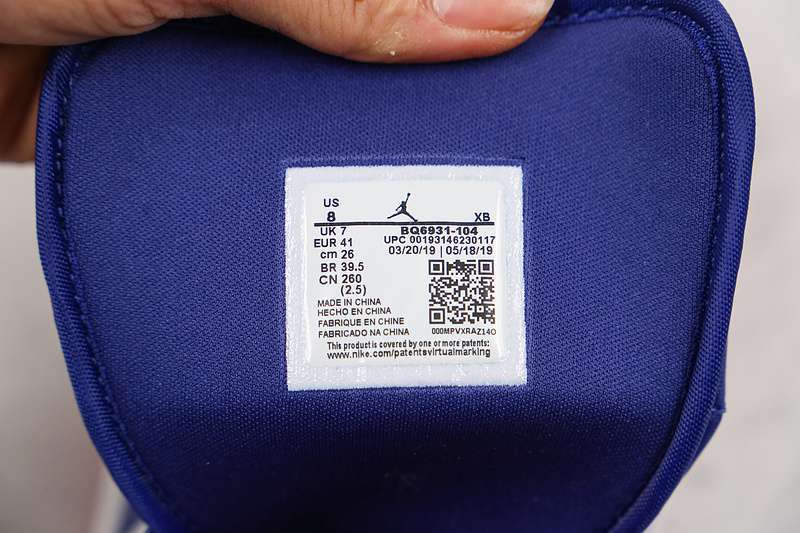 US
8 XB
UK 7 BQ6931-104
EUR 41 UPC 00193146230117
cm 26 03/20/19 | 05/18/19
BR 39.5
CN 260
(2.5)
MADE IN CHINA
HECHO EN CHINA
FABRIQUE EN CHINE
FABRICADO NA CHINA 000MPVXRAZ14O
This product is covered by one or more patents:
www.nike.com/patentsvirtualmarking